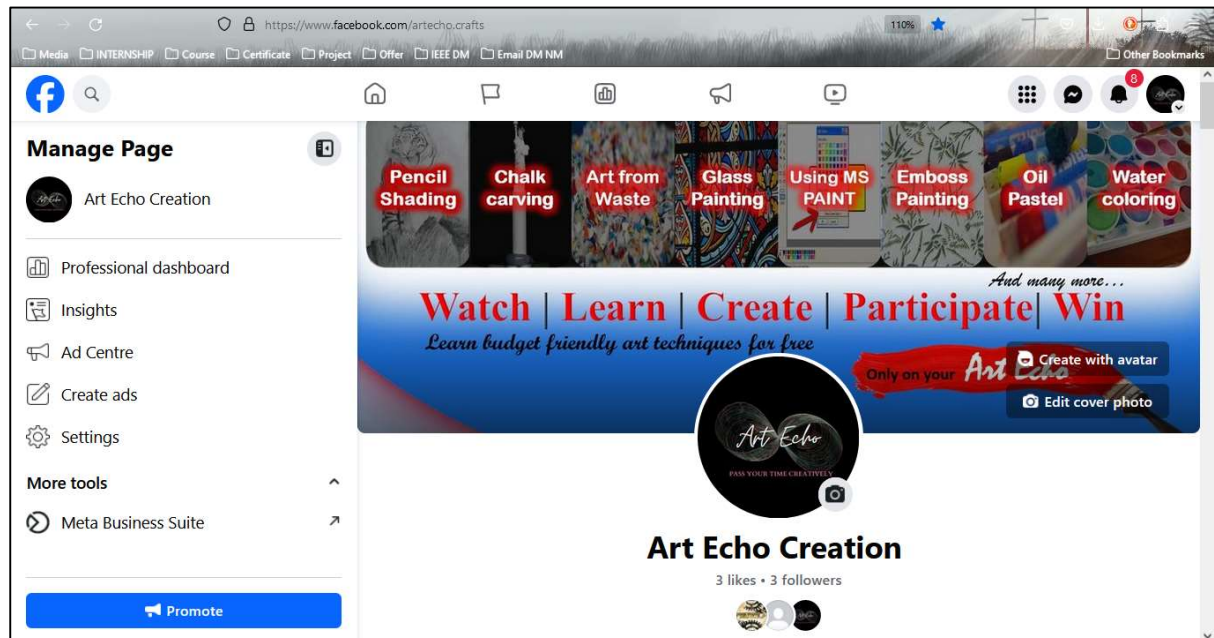 https://www.facebook.com/artecho.crafts
110%
Media INTERNSHIP Course Certificate Project Offer IEEE DM Email DM NM Other Bookmarks
8
Manage Page
Art Echo Creation
Professional dashboard
Insights
Ad Centre
Create ads
Settings
More tools
Meta Business Suite
Promote
Pencil Shading
Chalk carving
Art from Waste
Glass Painting
Using MS PAINT
Emboss Painting
Oil Pastel
Water coloring
And many more...
Watch | Learn | Create | Participate| Win
Learn budget friendly art techniques for free
Only on your Art Echo
Create with avatar
Edit cover photo
Art Echo
PASS YOUR TIME CREATIVELY
Art Echo Creation
3 likes • 3 followers